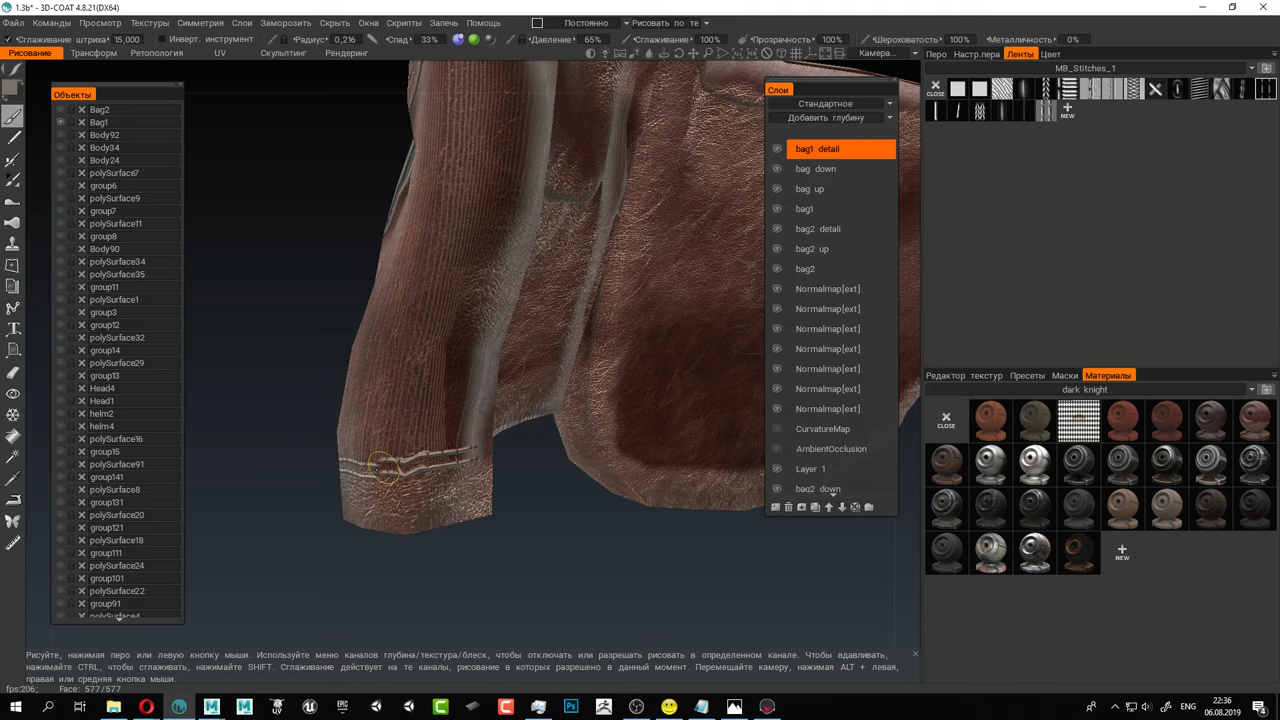 1.3b* - 3D-COAT 4.8.21(DX64)
Файлы Команды Просмотр Текстуры Симметрия 2D Слои Заморозить Скрыть Окна Скрипты Запечь Помощь Постоянно Рисовать по те
Сглаживание штриха 15,000 Инверт.инструмент Радиус 0,216 Спад 33% Давление 65% Сглаживание 100% Прозрачность 100% Шероховатость 100% Металличность 0%
Рисование Трансформ Ретопология UV Скульптинг Рендеринг Камера...
Перо Настр.пера Ленты Цвет
MB_Stitches_1
CLOSE
NEW
Объекты
Bag2
Bag1
Body92
Body34
Body24
polySurface7
group6
polySurface9
group7
polySurface11
group8
Body90
polySurface34
polySurface35
group11
polySurface1
group3
group12
polySurface32
group14
polySurface29
group13
Head4
Head1
helm2
helm4
polySurface16
group15
polySurface91
group141
polySurface8
group131
polySurface20
group121
polySurface18
group111
polySurface24
group101
polySurface22
group91
polySurface4
Слои
Стандартное
Добавить глубину
bag1 detail
bag down
bag up
bag1
bag2 detali
bag2 up
bag2
Normalmap[ext]
Normalmap[ext]
Normalmap[ext]
Normalmap[ext]
Normalmap[ext]
Normalmap[ext]
Normalmap[ext]
CurvatureMap
AmbientOcclusion
Layer 1
bag2 down
Редактор текстур Пресеты Маски Материалы
dark knight
CLOSE
NEW
Рисуйте, нажимая перо или левую кнопку мыши. Используйте меню каналов глубина/текстура/блеск, чтобы отключать или разрешать рисовать в определенном канале. Чтобы вдавливать,
нажимайте CTRL, чтобы сглаживать, нажимайте SHIFT. Сглаживание действует на те каналы, рисование в которых разрешено в данный момент. Перемещайте камеру, нажимая ALT + левая,
правая или средняя кнопка мыши.
fps:206; Face: 577/577
22:36
06.08.2019